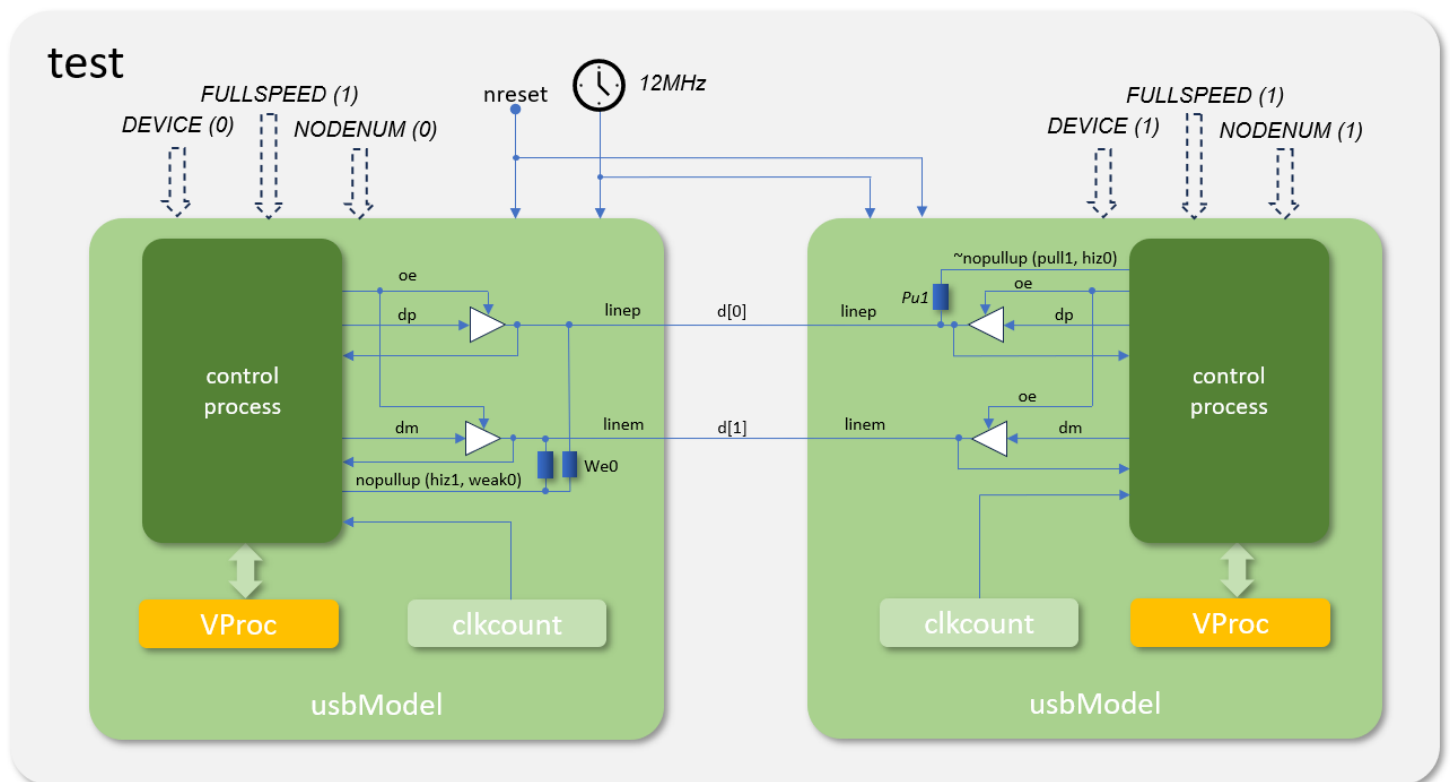 test
12MHz
nreset
FULLSPEED (1)
DEVICE (0)
NODENUM (0)
FULLSPEED (1)
DEVICE (1)
NODENUM (1)
oe
dp
linep
control
process
dm
linem
nopullup (hiz1, weak0)
We0
VProc
clkcount
usbModel
d[0]
d[1]
~nopullup (pull1, hiz0)
Pu1
oe
linep
dp
control
process
oe
linem
dm
clkcount
VProc
usbModel